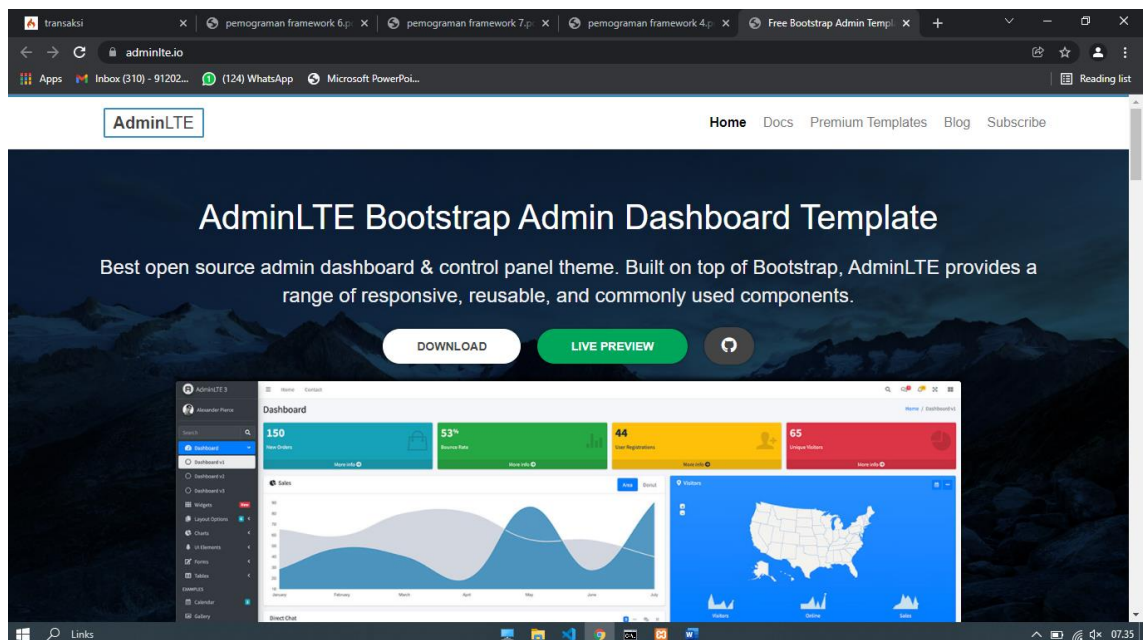 transaksi
pemograman framework 6.p
pemograman framework 7.p
pemograman framework 4.p
Free Bootstrap Admin Templ
adminlte.io
Apps
Inbox (310) - 91202...
(124) WhatsApp
Microsoft PowerPoi...
Reading list
AdminLTE
Home Docs Premium Templates Blog Subscribe
AdminLTE Bootstrap Admin Dashboard Template
Best open source admin dashboard & control panel theme. Built on top of Bootstrap, AdminLTE provides a
range of responsive, reusable, and commonly used components.
DOWNLOAD LIVE PREVIEW
AdminLTE 3
Home Contact
Alexander Pierce
Dashboard
Home / Dashboard v1
Search
Dashboard
Dashboard v1
Dashboard v2
Dashboard v3
Widgets New
Layout Options
Charts
UI Elements
Forms
Tables
EXAMPLES
Calendar
Gallery
150
New Orders
More info
53%
Bounce Rate
More info
44
User Registrations
More info
65
Unique Visitors
More info
Sales
Area Donut
January February March April May June July
Direct Chat
Visitors
Visitors Online Sales
Links
07.35